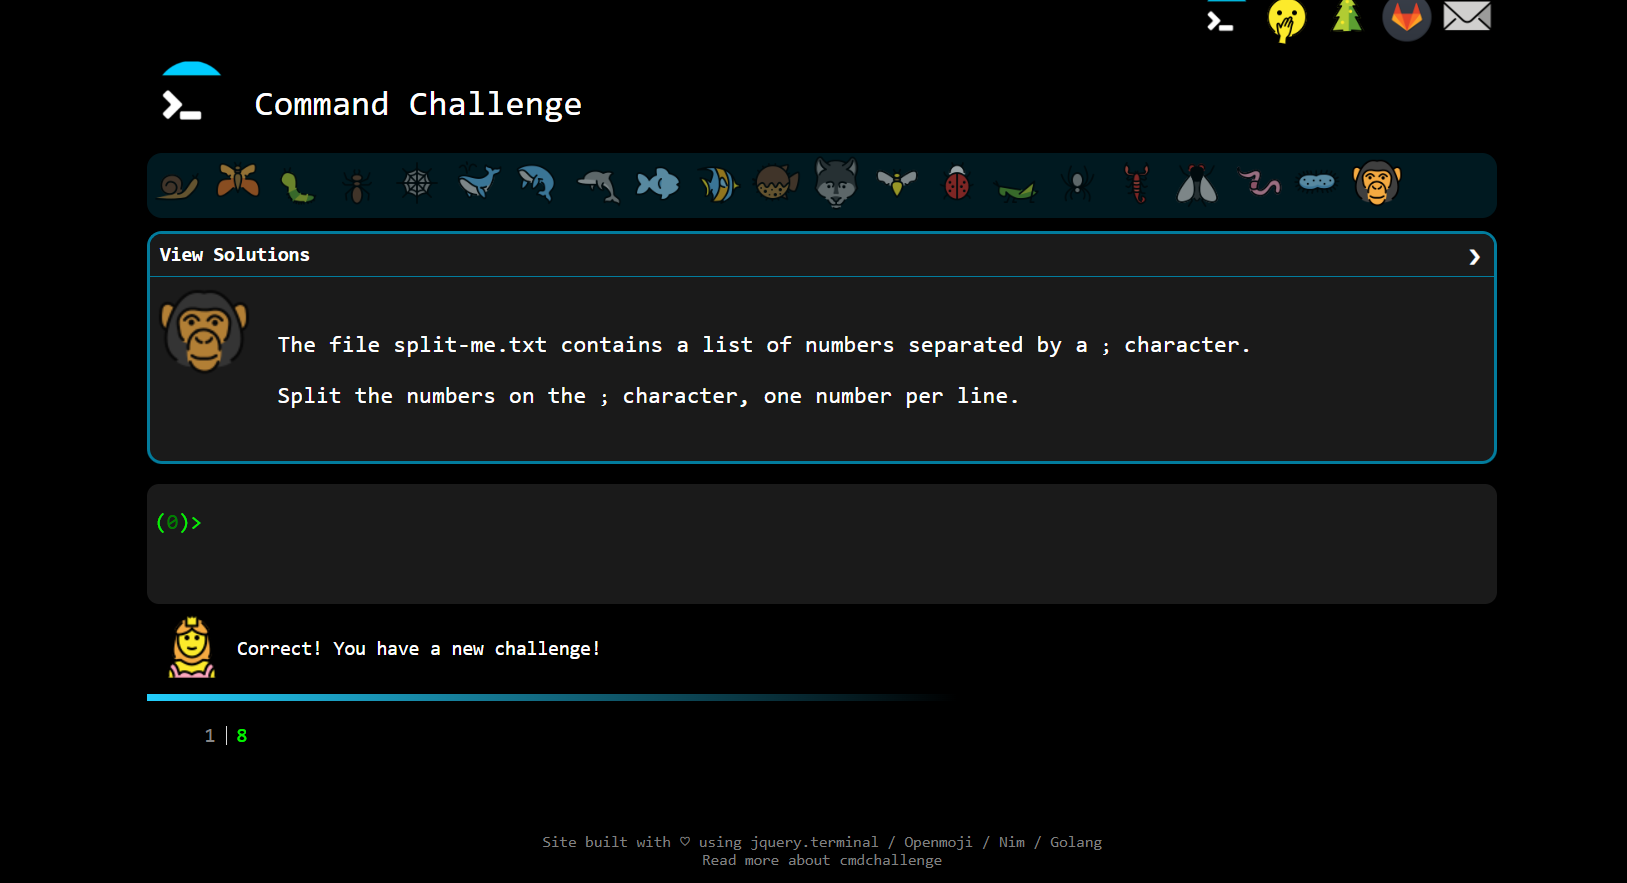 Command Challenge
View Solutions ❯
The file split-me.txt contains a list of numbers separated by a ; character.
Split the numbers on the ; character, one number per line.
(0)>
Correct! You have a new challenge!
1 | 8
Site built with ♡ using jquery.terminal / Openmoji / Nim / Golang
Read more about cmdchallenge